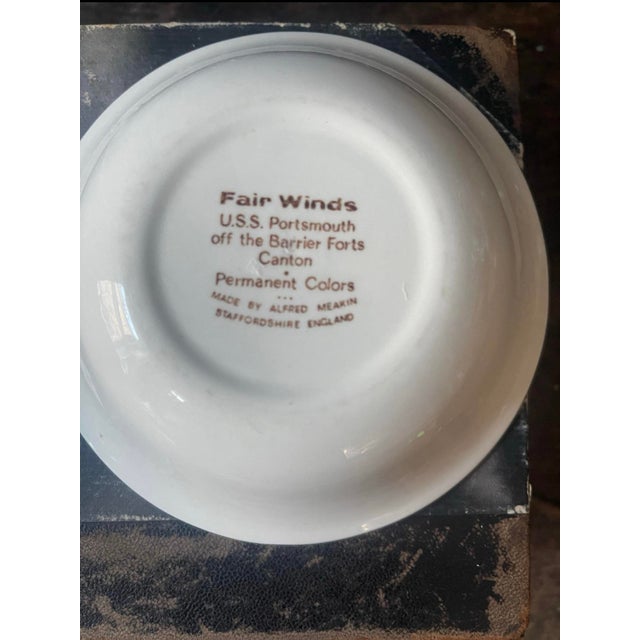 Fair Winds
U.S.S. Portsmouth
off the Barrier Forts
Canton
Permanent Colors
MADE BY ALFRED MEAKIN
STAFFORDSHIRE ENGLAND